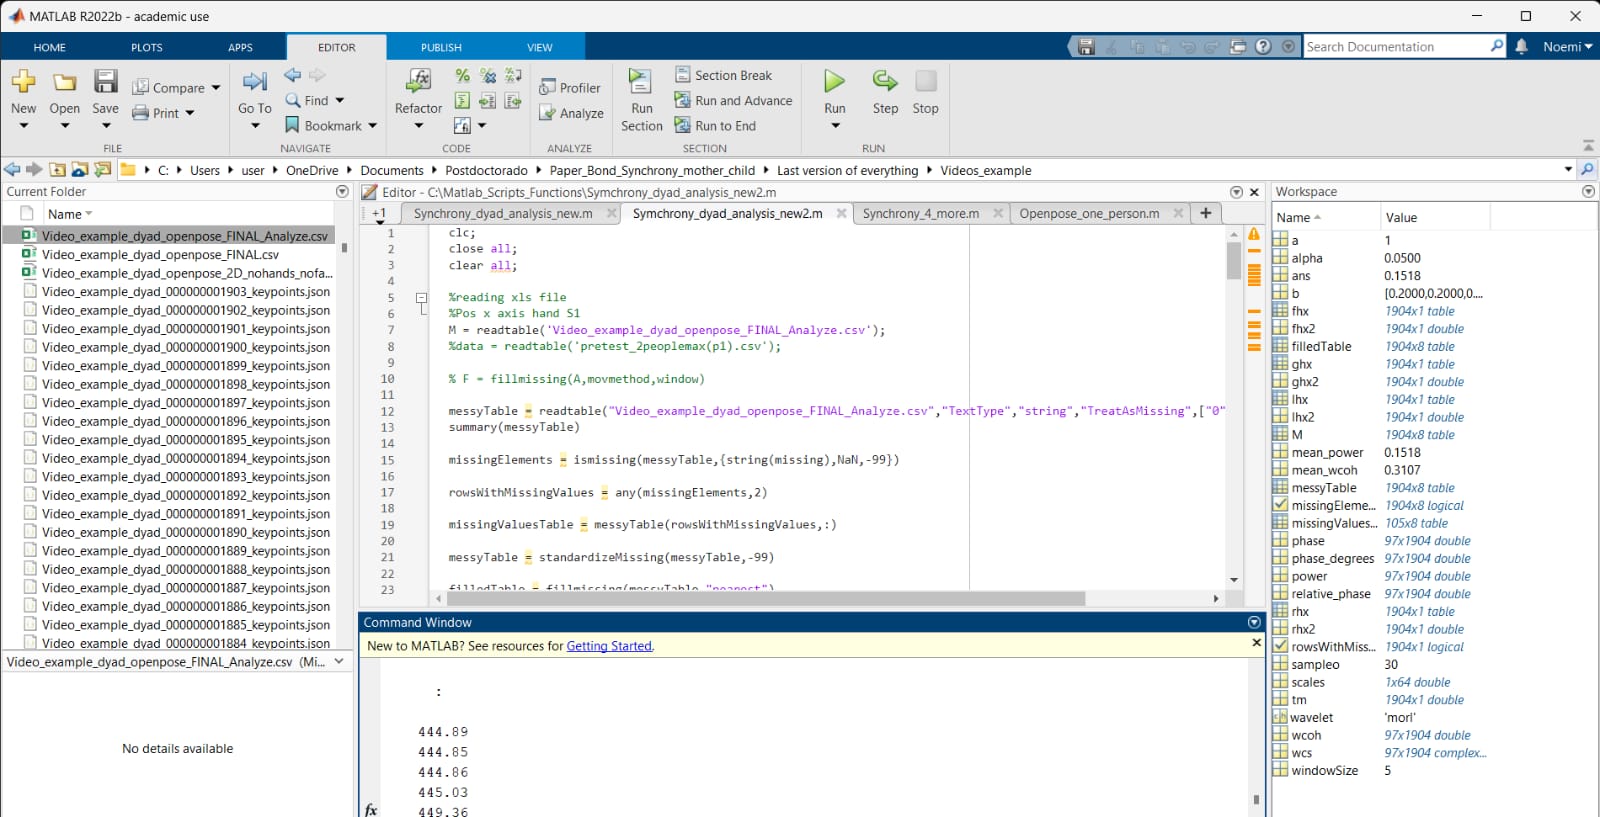 MATLAB R2022b - academic use
HOME PLOTS APPS EDITOR PUBLISH VIEW
Search Documentation
Noemi
New
Open
Save
Compare
Print
FILE
Go To
Find
Bookmark
NAVIGATE
Refactor
CODE
Profiler
Analyze
ANALYZE
Run Section
Section Break
Run and Advance
Run to End
SECTION
Run
Step
Stop
RUN
C: Users user OneDrive Documents Postdoctorado Paper_Bond_Synchrony_mother_child Last version of everything Videos_example
Current Folder
Name
Video_example_dyad_openpose_FINAL_Analyze.csv
Video_example_dyad_openpose_FINAL.csv
Video_example_dyad_openpose_2D_nohands_nofa...
Video_example_dyad_000000001903_keypoints.json
Video_example_dyad_000000001902_keypoints.json
Video_example_dyad_000000001901_keypoints.json
Video_example_dyad_000000001900_keypoints.json
Video_example_dyad_000000001899_keypoints.json
Video_example_dyad_000000001898_keypoints.json
Video_example_dyad_000000001897_keypoints.json
Video_example_dyad_000000001896_keypoints.json
Video_example_dyad_000000001895_keypoints.json
Video_example_dyad_000000001894_keypoints.json
Video_example_dyad_000000001893_keypoints.json
Video_example_dyad_000000001892_keypoints.json
Video_example_dyad_000000001891_keypoints.json
Video_example_dyad_000000001890_keypoints.json
Video_example_dyad_000000001889_keypoints.json
Video_example_dyad_000000001888_keypoints.json
Video_example_dyad_000000001887_keypoints.json
Video_example_dyad_000000001886_keypoints.json
Video_example_dyad_000000001885_keypoints.json
Video_example_dyad_000000001884_keypoints.json
Video_example_dyad_openpose_FINAL_Analyze.csv (Mi...
No details available
Editor - C:\Matlab_Scripts_Functions\Symchrony_dyad_analysis_new2.m
+1 Synchrony_dyad_analysis_new.m Symchrony_dyad_analysis_new2.m Synchrony_4_more.m Openpose_one_person.m
1 clc;
2 close all;
3 clear all;
4
5 %reading xls file
6 %Pos x axis hand S1
7 M = readtable('Video_example_dyad_openpose_FINAL_Analyze.csv');
8 %data = readtable('pretest_2peoplemax(p1).csv');
9
10 % F = fillmissing(A,movmethod,window)
11
12 messyTable = readtable("Video_example_dyad_openpose_FINAL_Analyze.csv","TextType","string","TreatAsMissing",["0"
13 summary(messyTable)
14
15 missingElements = ismissing(messyTable,{string(missing),NaN,-99})
16
17 rowsWithMissingValues = any(missingElements,2)
18
19 missingValuesTable = messyTable(rowsWithMissingValues,:)
20
21 messyTable = standardizeMissing(messyTable,-99)
22
23 filledTable = fillmissing(messyTable,"nearest")
Command Window
New to MATLAB? See resources for Getting Started.
:
444.89
444.85
444.86
445.03
449.36
fx
Workspace
Name Value
a 1
alpha 0.0500
ans 0.1518
b [0.2000,0.2000,0....
fhx 1904x1 table
fhx2 1904x1 double
filledTable 1904x8 table
ghx 1904x1 table
ghx2 1904x1 double
lhx 1904x1 table
lhx2 1904x1 double
M 1904x8 table
mean_power 0.1518
mean_wcoh 0.3107
messyTable 1904x8 table
missingEleme... 1904x8 logical
missingValues... 105x8 table
phase 97x1904 double
phase_degrees 97x1904 double
power 97x1904 double
relative_phase 97x1904 double
rhx 1904x1 table
rhx2 1904x1 double
rowsWithMiss... 1904x1 logical
sampleo 30
scales 1x64 double
tm 1904x1 double
wavelet 'morl'
wcoh 97x1904 double
wcs 97x1904 complex...
windowSize 5